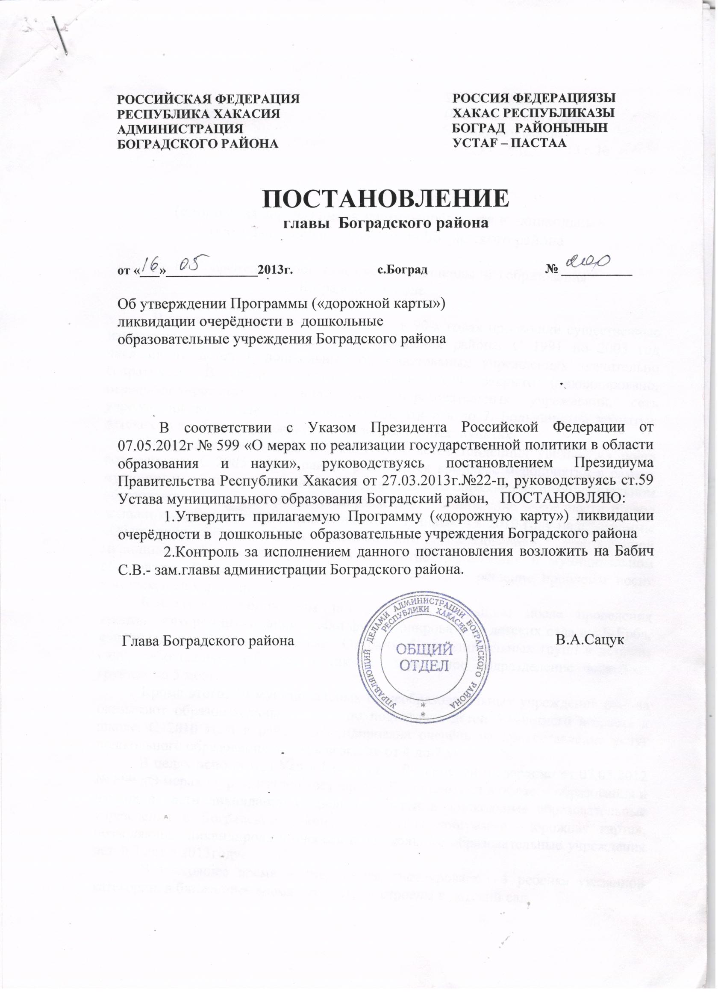 РОССИЙСКАЯ ФЕДЕРАЦИЯ
РЕСПУБЛИКА ХАКАСИЯ
АДМИНИСТРАЦИЯ
БОГРАДСКОГО РАЙОНА
РОССИЯ ФЕДЕРАЦИЯЗЫ
ХАКАС РЕСПУБЛИКАЗЫ
БОГРАД РАЙОНЫНЫН
УСТАF – ПАСТАА
ПОСТАНОВЛЕНИЕ
главы Боградского района
от «16» 05 2013г. с.Боград №
Об утверждении Программы («дорожной карты»)
ликвидации очерёдности в дошкольные
образовательные учреждения Боградского района
В соответствии с Указом Президента Российской Федерации от
07.05.2012г № 599 «О мерах по реализации государственной политики в области
образования и науки», руководствуясь постановлением Президиума
Правительства Республики Хакасия от 27.03.2013г.№22-п, руководствуясь ст.59
Устава муниципального образования Боградский район, ПОСТАНОВЛЯЮ:
1.Утвердить прилагаемую Программу («дорожную карту») ликвидации
очерёдности в дошкольные образовательные учреждения Боградского района
2.Контроль за исполнением данного постановления возложить на Бабич
С.В.- зам.главы администрации Боградского района.
Глава Боградского района В.А.Сацук
УПРАВЛЯЮЩИЙ ДЕЛАМИ АДМИНИСТРАЦИИ БОГРАДСКОГО РАЙОНА
РЕСПУБЛИКИ ХАКАСИЯ
ОБЩИЙ
ОТДЕЛ
*
*